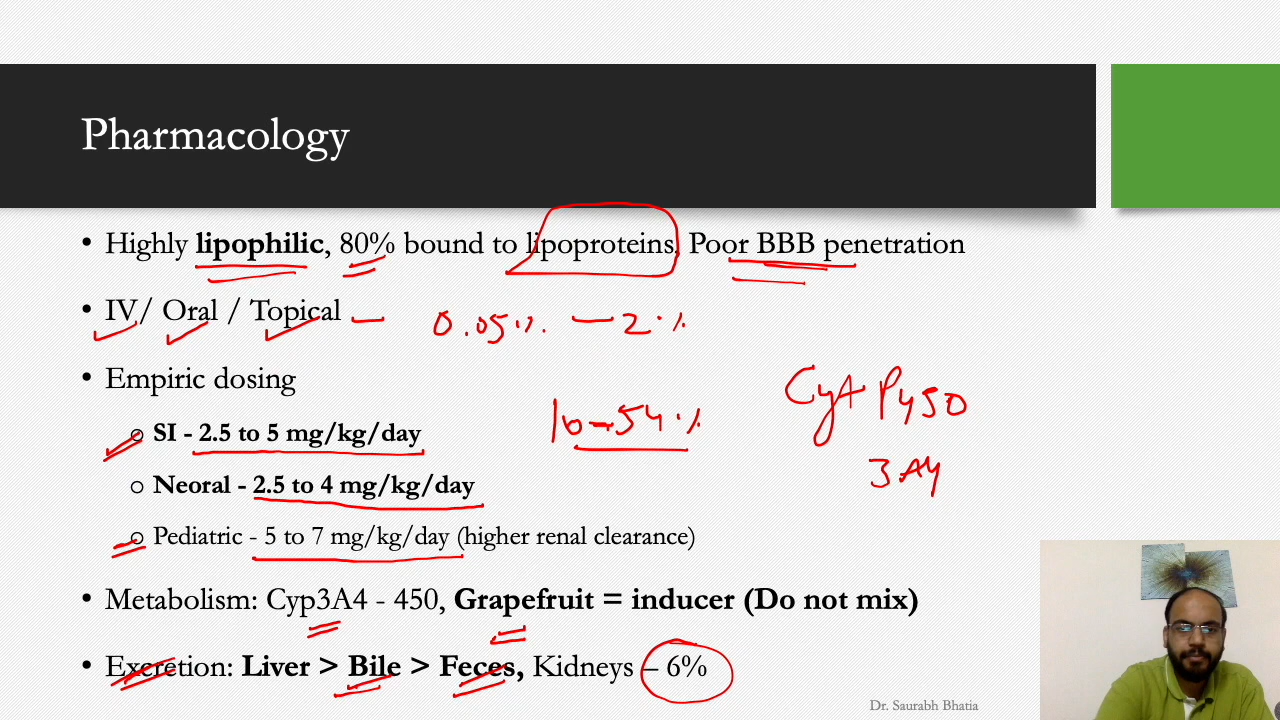 Pharmacology
• Highly lipophilic, 80% bound to lipoproteins, Poor BBB penetration
• IV/ Oral / Topical — 0.05% — 2%
• Empiric dosing
○ SI - 2.5 to 5 mg/kg/day
10-54%
Cyt P450
3A4
○ Neoral - 2.5 to 4 mg/kg/day
○ Pediatric - 5 to 7 mg/kg/day (higher renal clearance)
• Metabolism: Cyp3A4 - 450, Grapefruit = inducer (Do not mix)
• Excretion: Liver > Bile > Feces, Kidneys – 6%
Dr. Saurabh Bhatia